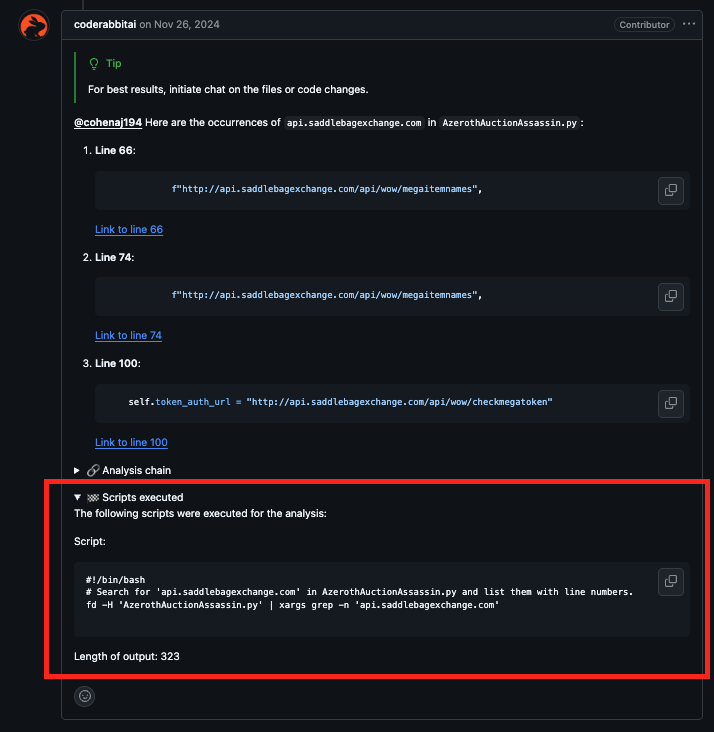 coderabbitai on Nov 26, 2024
Contributor
Tip
For best results, initiate chat on the files or code changes.
@cohenaj194 Here are the occurrences of api.saddlebagexchange.com in AzerothAuctionAssassin.py :
1. Line 66:
f"http://api.saddlebagexchange.com/api/wow/megaitemnames",
Link to line 66
2. Line 74:
f"http://api.saddlebagexchange.com/api/wow/megaitemnames",
Link to line 74
3. Line 100:
self.token_auth_url = "http://api.saddlebagexchange.com/api/wow/checkmegatoken"
Link to line 100
Analysis chain
Scripts executed
The following scripts were executed for the analysis:
Script:
#!/bin/bash
# Search for 'api.saddlebagexchange.com' in AzerothAuctionAssassin.py and list them with line numbers.
fd -H 'AzerothAuctionAssassin.py' | xargs grep -n 'api.saddlebagexchange.com'
Length of output: 323